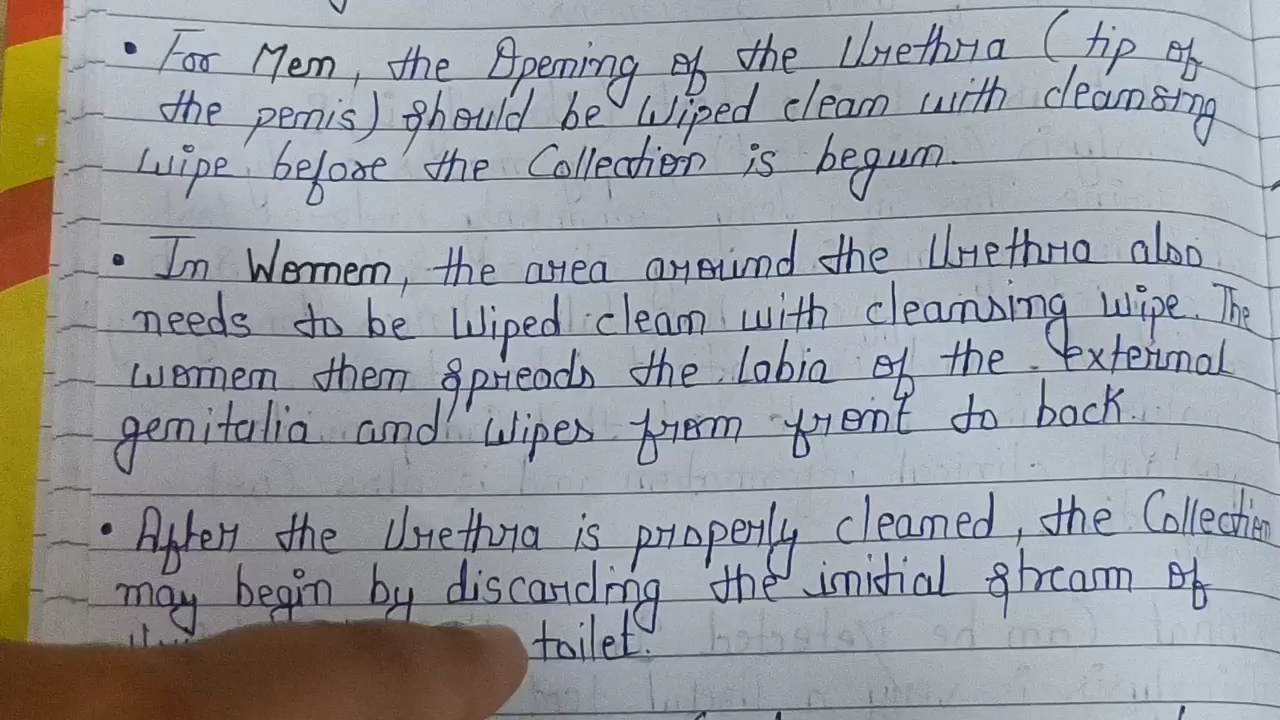 • For Men, the Opening of the Urethra (tip of
the penis) should be wiped clean with cleansing
wipe before the Collection is begun.
• In Women, the area around the Urethra also
needs to be wiped clean with cleansing wipe. The
women then spreads the labia of the external
genitalia and wipes from front to back.
• After the Urethra is properly cleaned, the Collection
may begin by discarding the initial stream of
toilet.